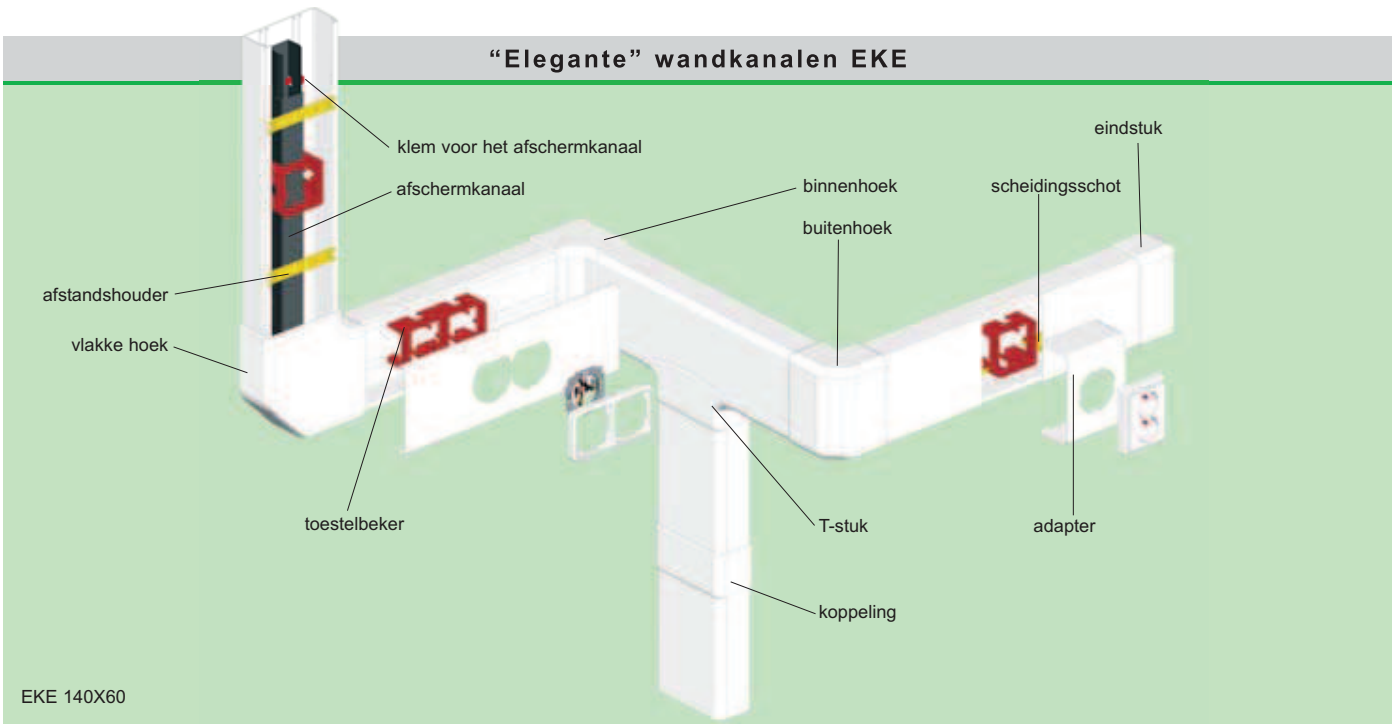 “Elegante” wandkanalen EKE
eindstuk
klem voor het afschermkanaal
afschermkanaal
binnenhoek
scheidingsschot
buitenhoek
afstandshouder
vlakke hoek
toestelbeker
T-stuk
adapter
koppeling
EKE 140X60